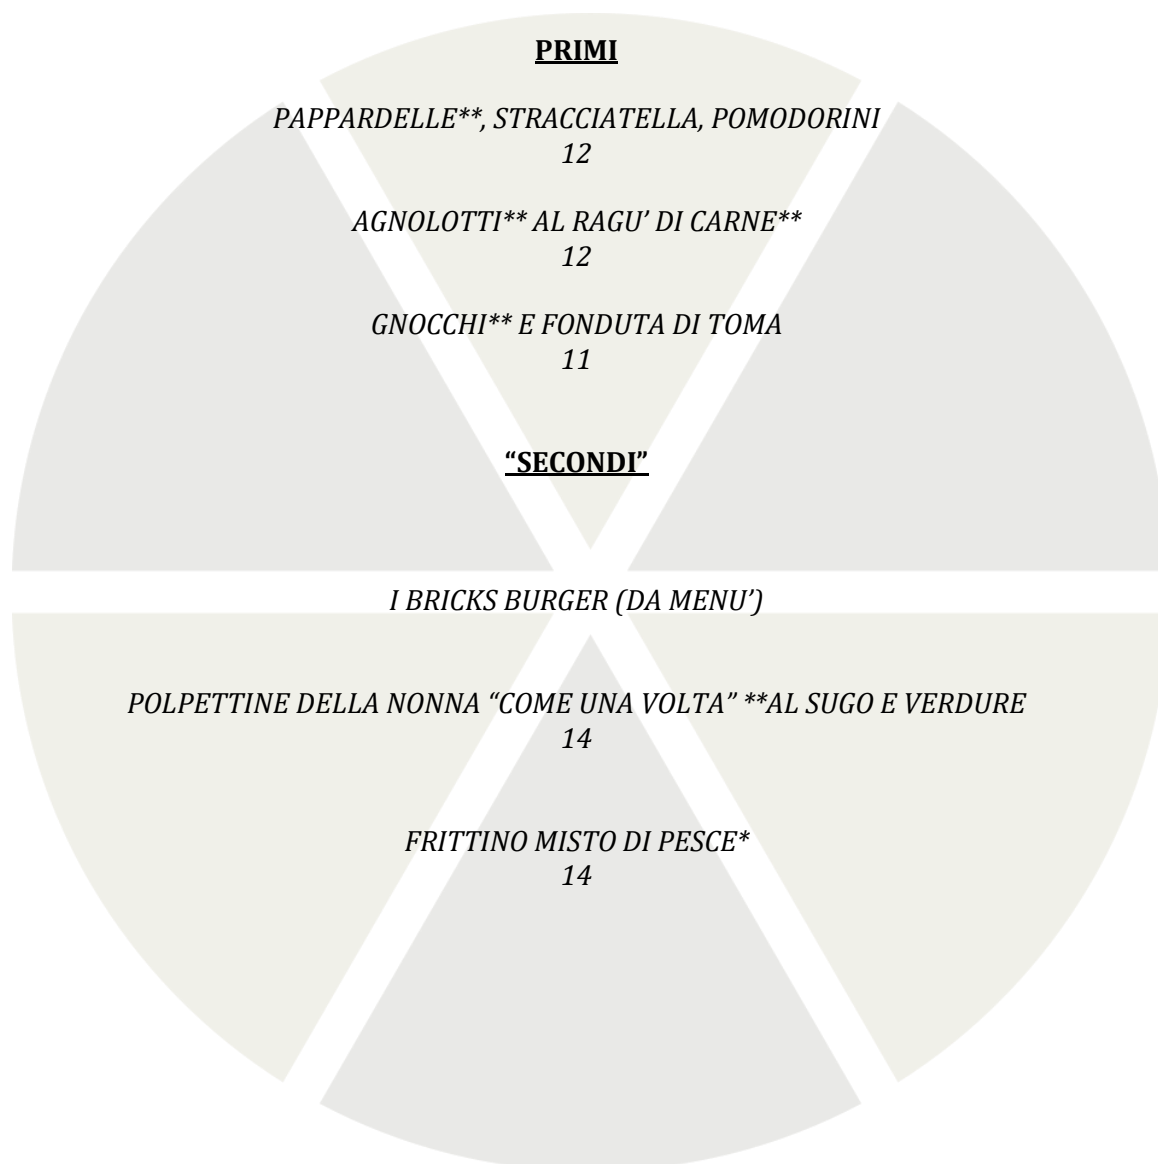 PRIMI
PAPPARDELLE**, STRACCIATELLA, POMODORINI
12
AGNOLOTTI** AL RAGU’ DI CARNE**
12
GNOCCHI** E FONDUTA DI TOMA
11
“SECONDI”
I BRICKS BURGER (DA MENU’)
POLPETTINE DELLA NONNA “COME UNA VOLTA” **AL SUGO E VERDURE
14
FRITTINO MISTO DI PESCE*
14